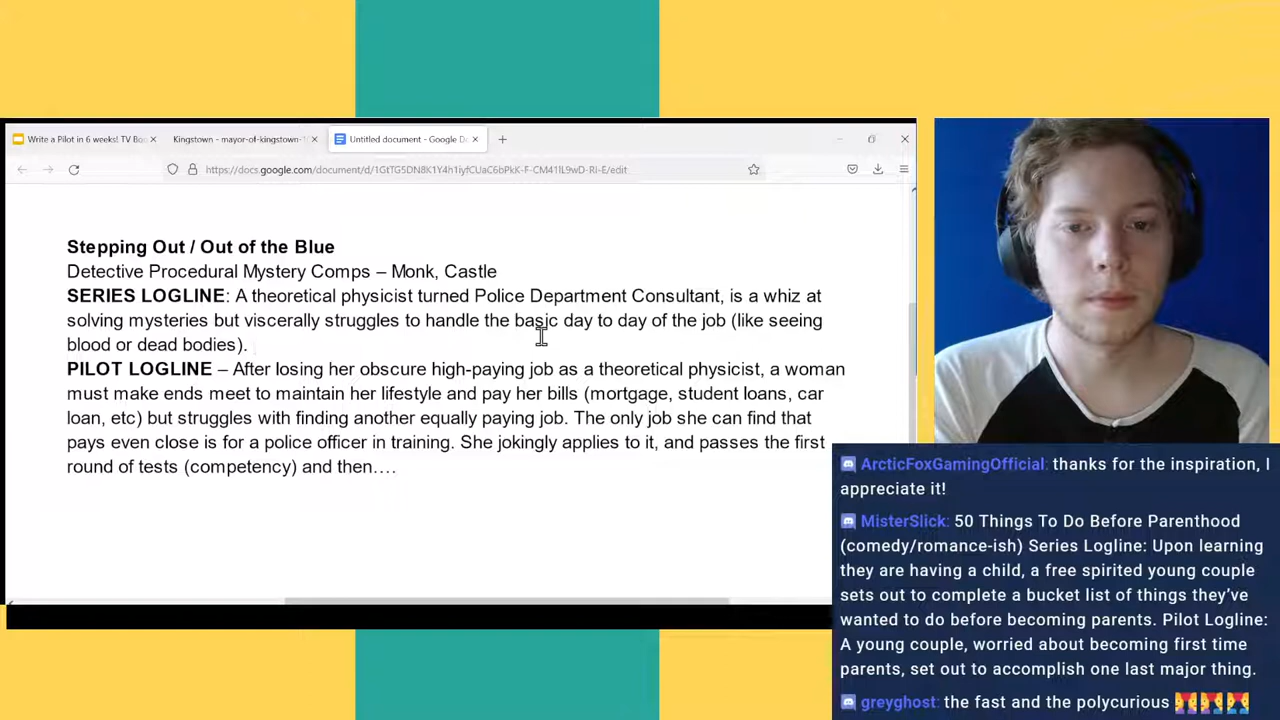 Write a Pilot in 6 weeks! TV Bo
Kingstown - mayor-of-kingstown-1
Untitled document - Google D
https://docs.google.com/document/d/1GtTG5DN8K1Y4h1iyfCUaC6bPkK-F-CM41lL9wD-RI-E/edit
Stepping Out / Out of the Blue
Detective Procedural Mystery Comps – Monk, Castle
SERIES LOGLINE: A theoretical physicist turned Police Department Consultant, is a whiz at
solving mysteries but viscerally struggles to handle the basic day to day of the job (like seeing
blood or dead bodies).
PILOT LOGLINE – After losing her obscure high-paying job as a theoretical physicist, a woman
must make ends meet to maintain her lifestyle and pay her bills (mortgage, student loans, car
loan, etc) but struggles with finding another equally paying job. The only job she can find that
pays even close is for a police officer in training. She jokingly applies to it, and passes the first
round of tests (competency) and then….
ArcticFoxGamingOfficial: thanks for the inspiration, I
appreciate it!
MisterSlick: 50 Things To Do Before Parenthood
(comedy/romance-ish) Series Logline: Upon learning
they are having a child, a free spirited young couple
sets out to complete a bucket list of things they’ve
wanted to do before becoming parents. Pilot Logline:
A young couple, worried about becoming first time
parents, set out to accomplish one last major thing.
greyghost: the fast and the polycurious